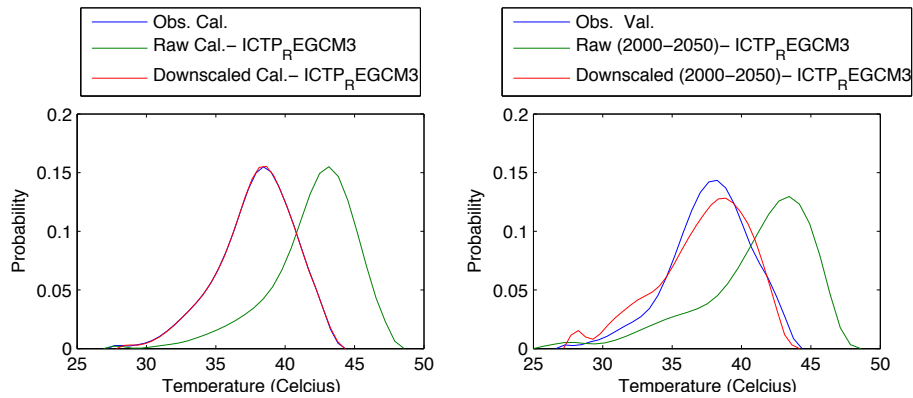 Obs. Cal.
Raw Cal.− ICTP_REGCM3
Downscaled Cal.− ICTP_REGCM3
0.2
0.15
0.1
0.05
0
25 30 35 40 45 50
Probability
Temperature (Celcius)
Obs. Val.
Raw (2000−2050)− ICTP_REGCM3
Downscaled (2000−2050)− ICTP_REGCM3
0.2
0.15
0.1
0.05
0
25 30 35 40 45 50
Probability
Temperature (Celcius)